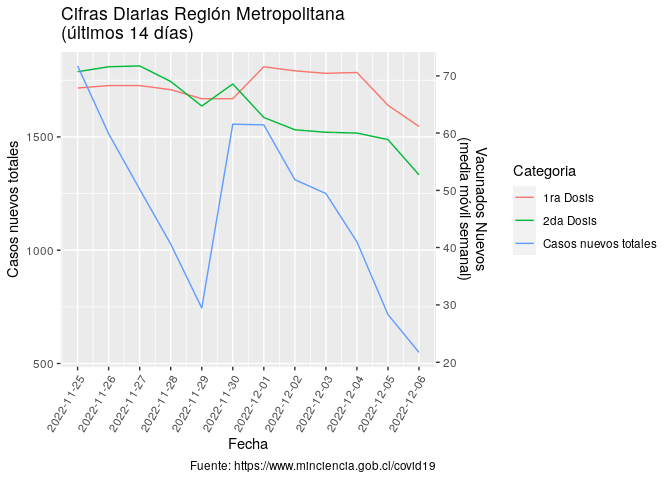 Cifras Diarias Región Metropolitana
(últimos 14 días)
Casos nuevos totales
1500
1000
500
70
60
50
40
30
20
Vacunados Nuevos
(media móvil semanal)
2022-11-25
2022-11-26
2022-11-27
2022-11-28
2022-11-29
2022-11-30
2022-12-01
2022-12-02
2022-12-03
2022-12-04
2022-12-05
2022-12-06
Fecha
Fuente: https://www.minciencia.gob.cl/covid19
Categoria
1ra Dosis
2da Dosis
Casos nuevos totales